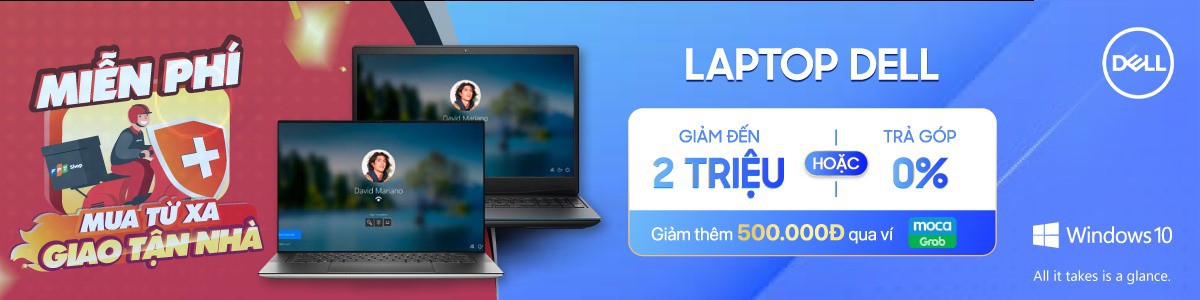 MIỄN PHÍ
FPT Shop
MUA TỪ XA
GIAO TẬN NHÀ
David Mariano
David Mariano
LAPTOP DELL
GIẢM ĐẾN
2 TRIỆU
HOẶC
TRẢ GÓP
0%
Giảm thêm 500.000Đ qua ví
moca
Grab
DELL
Windows 10
All it takes is a glance.